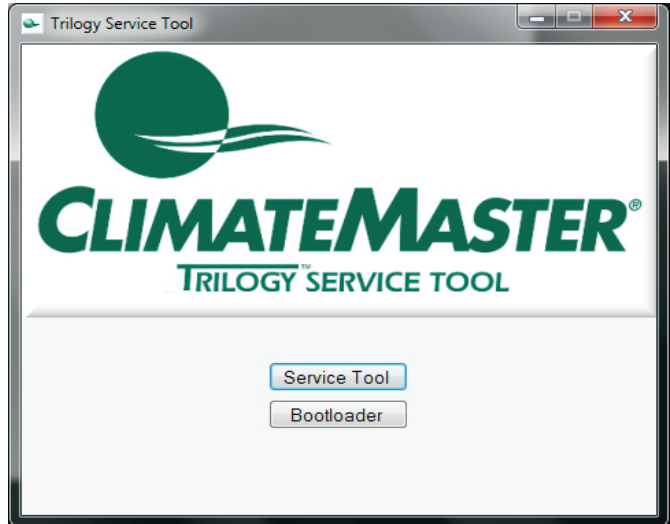 Trilogy Service Tool
CLIMATEMASTER®
TRILOGY™ SERVICE TOOL
Service Tool
Bootloader